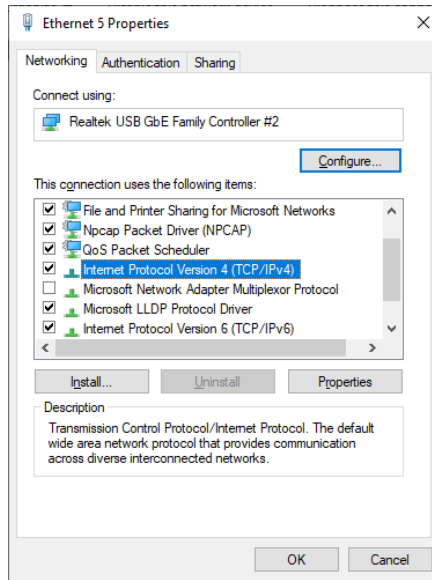 Ethernet 5 Properties
Networking Authentication Sharing
Connect using:
Realtek USB GbE Family Controller #2
Configure...
This connection uses the following items:
File and Printer Sharing for Microsoft Networks
Npcap Packet Driver (NPCAP)
QoS Packet Scheduler
Internet Protocol Version 4 (TCP/IPv4)
Microsoft Network Adapter Multiplexor Protocol
Microsoft LLDP Protocol Driver
Internet Protocol Version 6 (TCP/IPv6)
Install... Uninstall Properties
Description
Transmission Control Protocol/Internet Protocol. The default
wide area network protocol that provides communication
across diverse interconnected networks.
OK Cancel